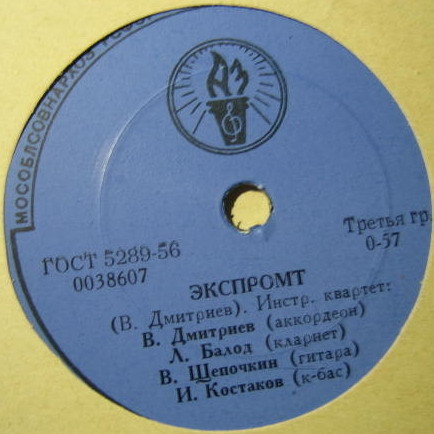 МОСОБЛСОВНАРХОЗ РСФСР
АЗ
ГОСТ 5289-56
0038607
Третья гр.
0-57
ЭКСПРОМТ
(В. Дмитриев). Инстр. квартет:
В. Дмитриев (аккордеон)
Л. Балод (кларнет)
В. Щепочкин (гитара)
И. Костаков (к-бас)